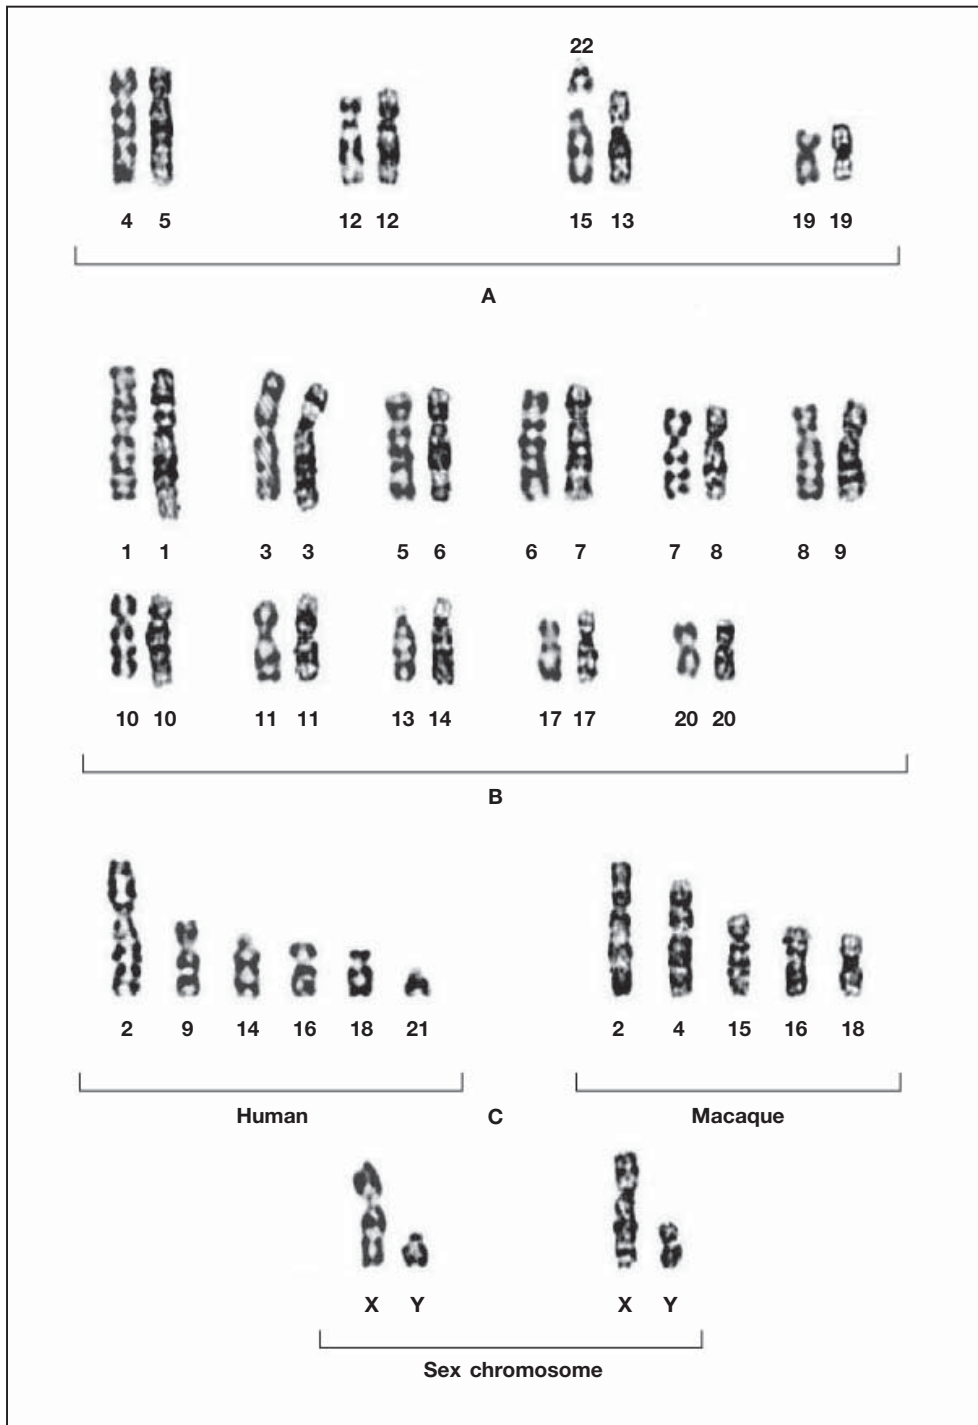 22
4 5 12 12 15 13 19 19
A
1 1 3 3 5 6 6 7 7 8 8 9
10 10 11 11 13 14 17 17 20 20
B
2 9 14 16 18 21 2 4 15 16 18
Human C Macaque
X Y X Y
Sex chromosome